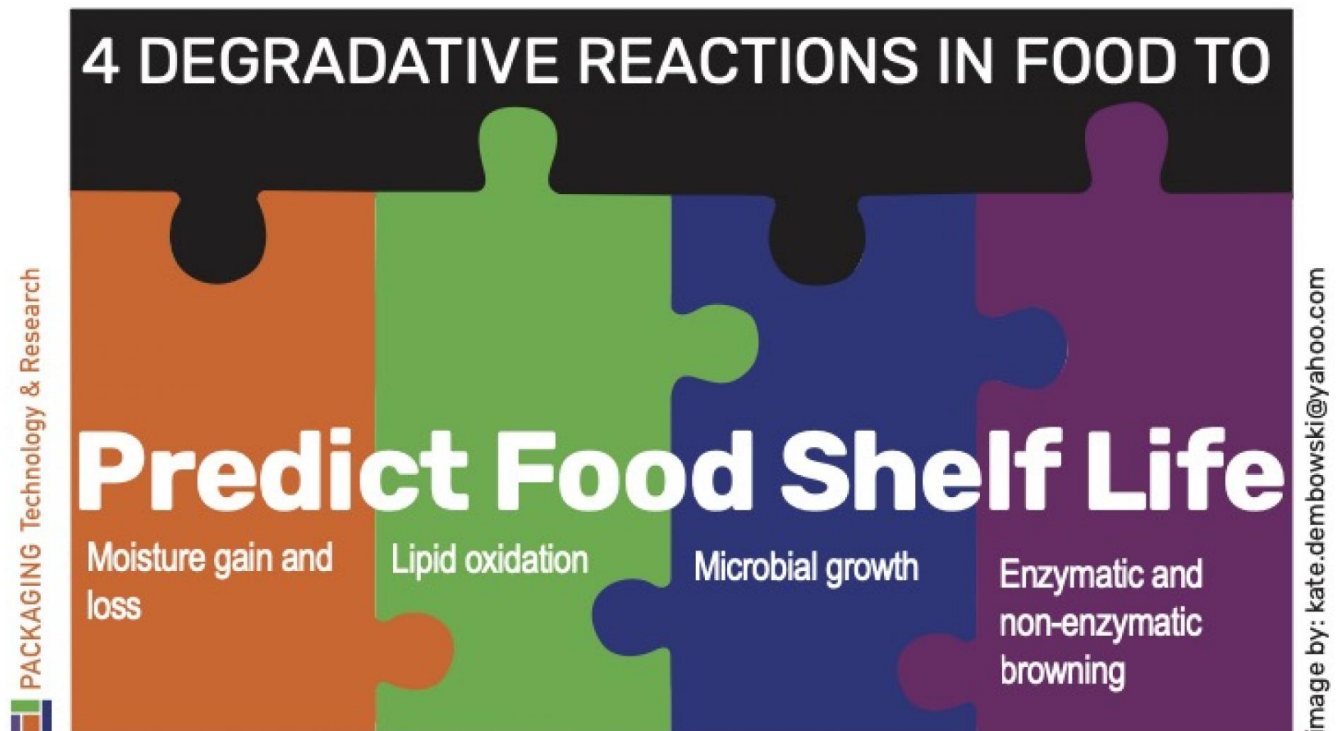 4 DEGRADATIVE REACTIONS IN FOOD TO
Predict Food Shelf Life
Moisture gain and
loss
Lipid oxidation
Microbial growth
Enzymatic and
non-enzymatic
browning
PACKAGING Technology & Research
image by: kate.dembowski@yahoo.com